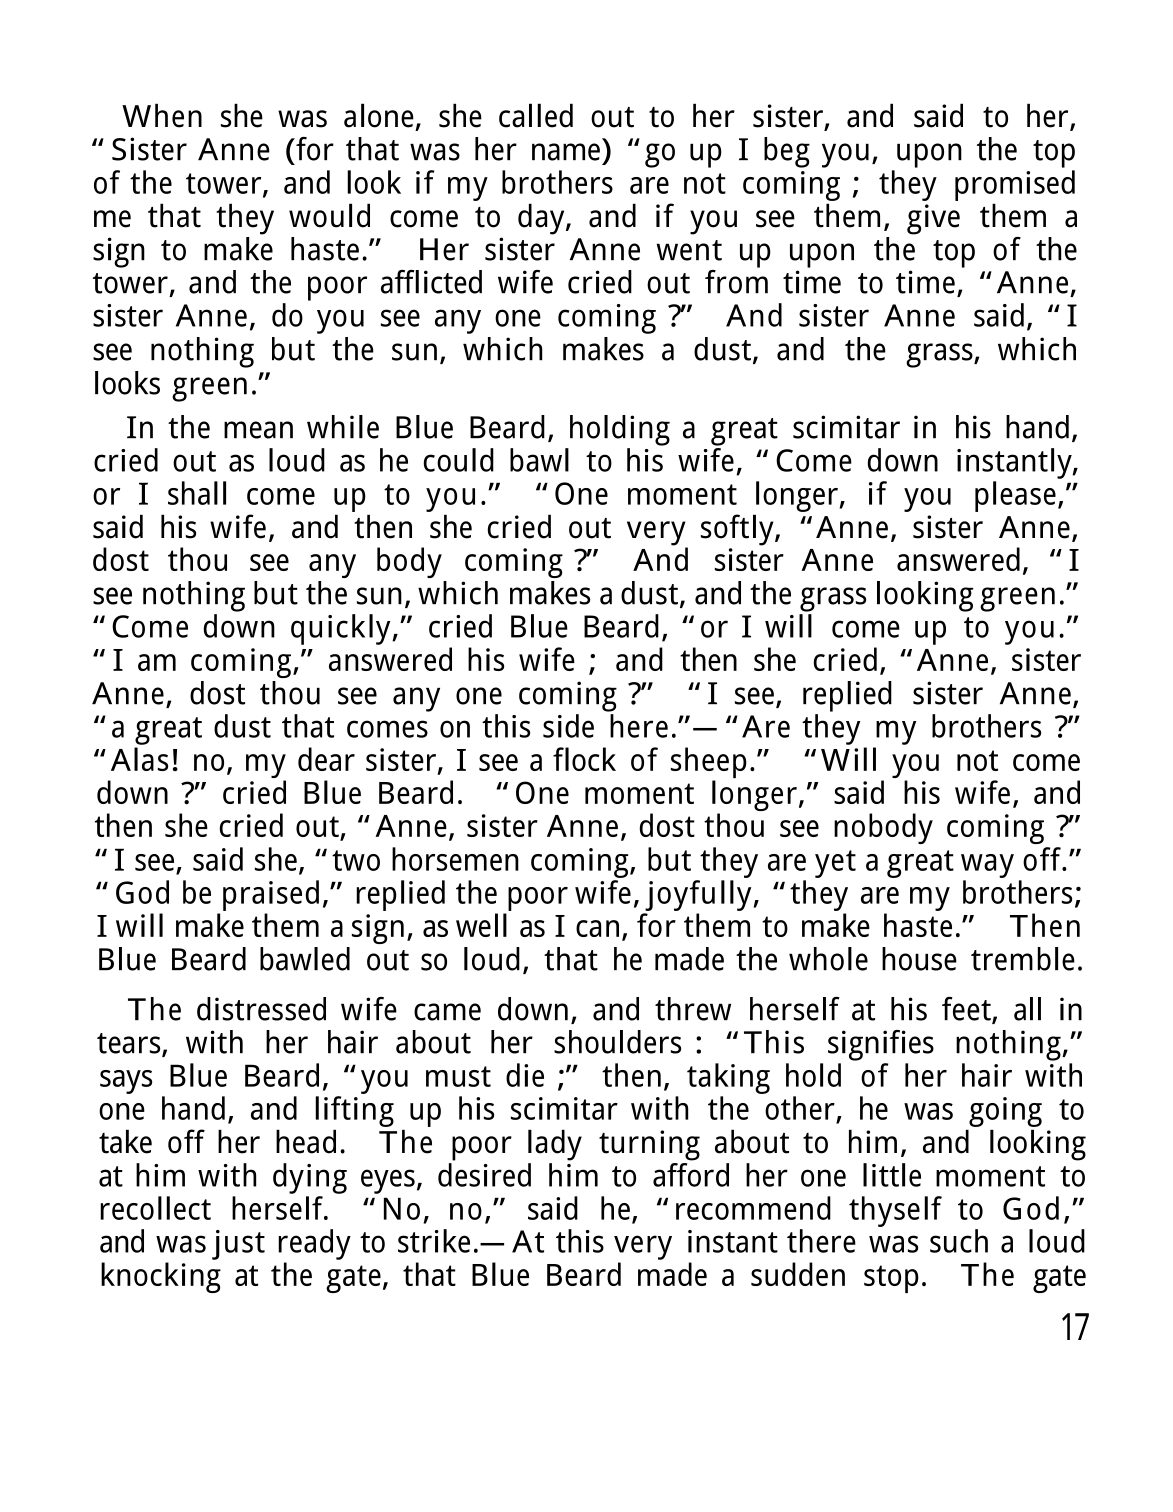 When she was alone, she called out to her sister, and said to her,
“Sister Anne (for that was her name) “go up I beg you, upon the top
of the tower, and look if my brothers are not coming ; they promised
me that they would come to day, and if you see them, give them a
sign to make haste.” Her sister Anne went up upon the top of the
tower, and the poor afflicted wife cried out from time to time, “Anne,
sister Anne, do you see any one coming ?” And sister Anne said, “I
see nothing but the sun, which makes a dust, and the grass, which
looks green.”
In the mean while Blue Beard, holding a great scimitar in his hand,
cried out as loud as he could bawl to his wife, “Come down instantly,
or I shall come up to you.” “One moment longer, if you please,”
said his wife, and then she cried out very softly, “Anne, sister Anne,
dost thou see any body coming ?” And sister Anne answered, “I
see nothing but the sun, which makes a dust, and the grass looking green.”
“Come down quickly,” cried Blue Beard, “or I will come up to you.”
“I am coming,” answered his wife ; and then she cried, “Anne, sister
Anne, dost thou see any one coming ?” “I see, replied sister Anne,
“a great dust that comes on this side here.”—“Are they my brothers ?”
“Alas! no, my dear sister, I see a flock of sheep.” “Will you not come
down ?” cried Blue Beard. “One moment longer,” said his wife, and
then she cried out, “Anne, sister Anne, dost thou see nobody coming ?”
“I see, said she, “two horsemen coming, but they are yet a great way off.”
“God be praised,” replied the poor wife, joyfully, “they are my brothers;
I will make them a sign, as well as I can, for them to make haste.” Then
Blue Beard bawled out so loud, that he made the whole house tremble.
The distressed wife came down, and threw herself at his feet, all in
tears, with her hair about her shoulders : “This signifies nothing,”
says Blue Beard, “you must die ;” then, taking hold of her hair with
one hand, and lifting up his scimitar with the other, he was going to
take off her head. The poor lady turning about to him, and looking
at him with dying eyes, desired him to afford her one little moment to
recollect herself. “No, no,” said he, “recommend thyself to God,”
and was just ready to strike.—At this very instant there was such a loud
knocking at the gate, that Blue Beard made a sudden stop. The gate
17